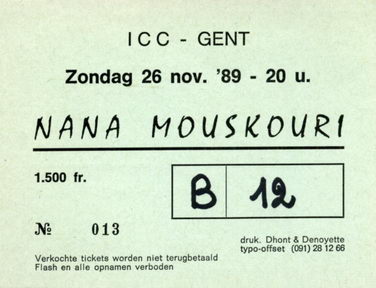 ICC - GENT
Zondag 26 nov. '89 - 20 u.
NANA MOUSKOURI
1.500 fr.
B 12
№ 013
druk. Dhont & Denoyette
typo-offset (091) 28 12 66
Verkochte tickets worden niet terugbetaald
Flash en alle opnamen verboden